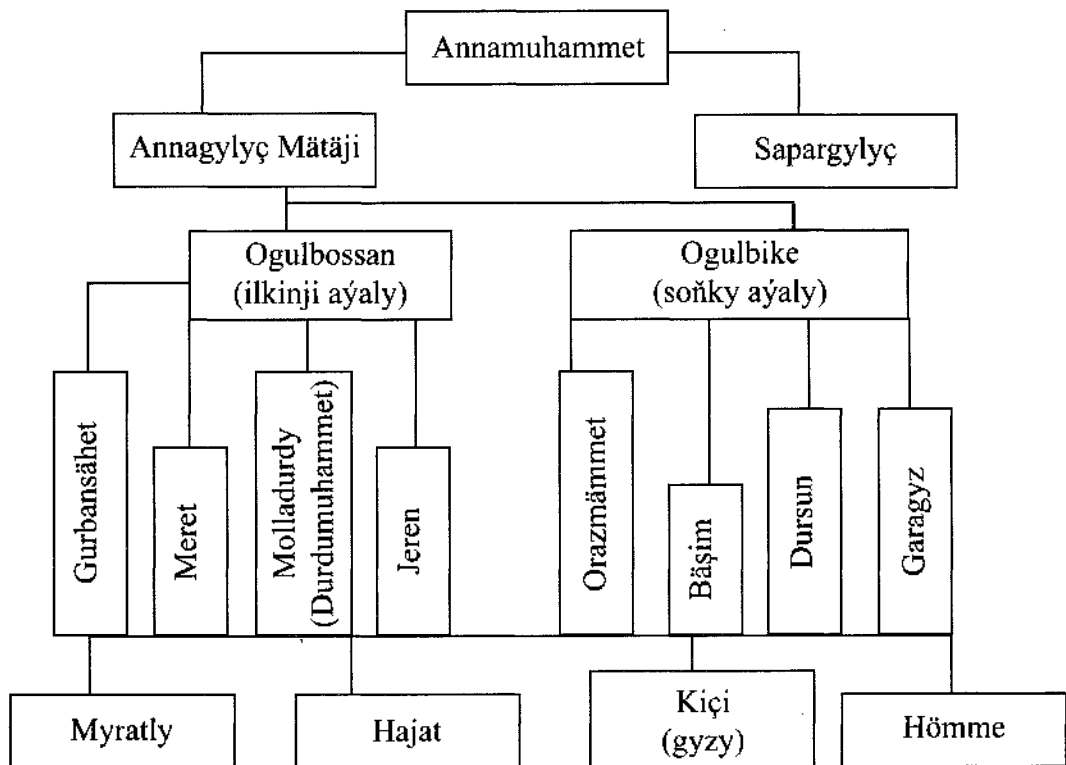 Annamuhammet
Annagylyç Mätäji
Sapargylyç
Ogulbossan
(ilkinji aýaly)
Ogulbike
(soňky aýaly)
Gurbansähet
Meret
Molladurdy
(Durdumuhammet)
Jeren
Orazmämmet
Bäşim
Dursun
Garagyz
Myratly
Hajat
Kiçi
(gyzy)
Hömme